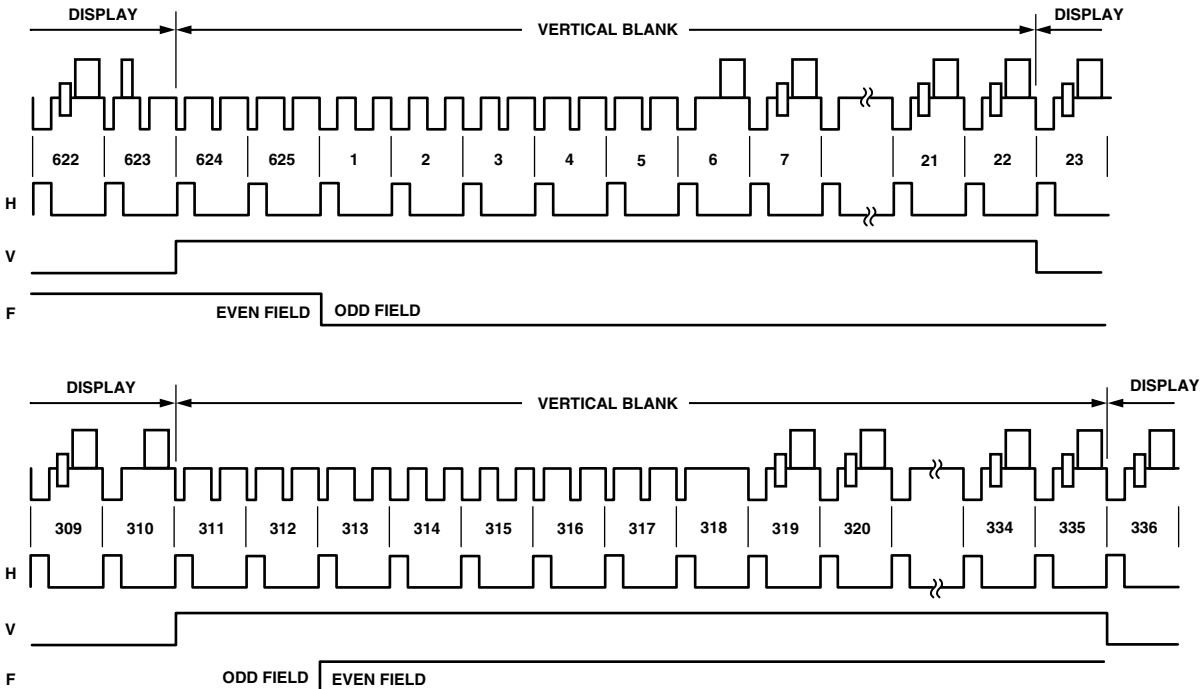 DISPLAY VERTICAL BLANK DISPLAY
622 623 624 625 1 2 3 4 5 6 7 21 22 23
H
V
F EVEN FIELD ODD FIELD
DISPLAY VERTICAL BLANK DISPLAY
309 310 311 312 313 314 315 316 317 318 319 320 334 335 336
H
V
F ODD FIELD EVEN FIELD